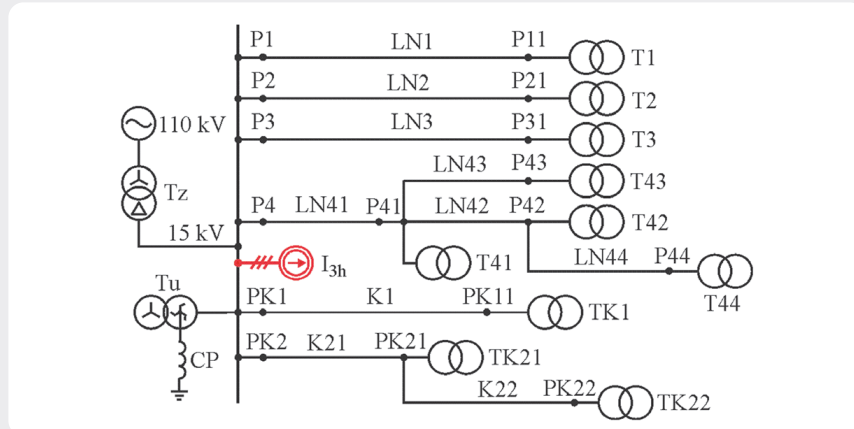 P1 LN1 P11 T1
P2 LN2 P21 T2
110 kV P3 LN3 P31 T3
LN43 P43 T43
Tz
P4 LN41 P41 LN42 P42 T42
15 kV
I3h T41 LN44 P44
Tu
PK1 K1 PK11 TK1 T44
CP PK2 K21 PK21 TK21
K22 PK22 TK22